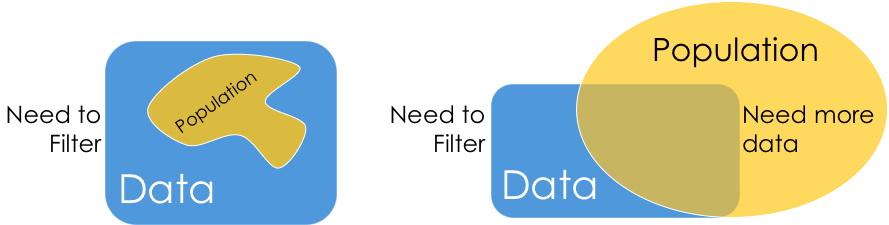 Need to
Filter
Population
Data
Need to
Filter
Population
Need more
data
Data